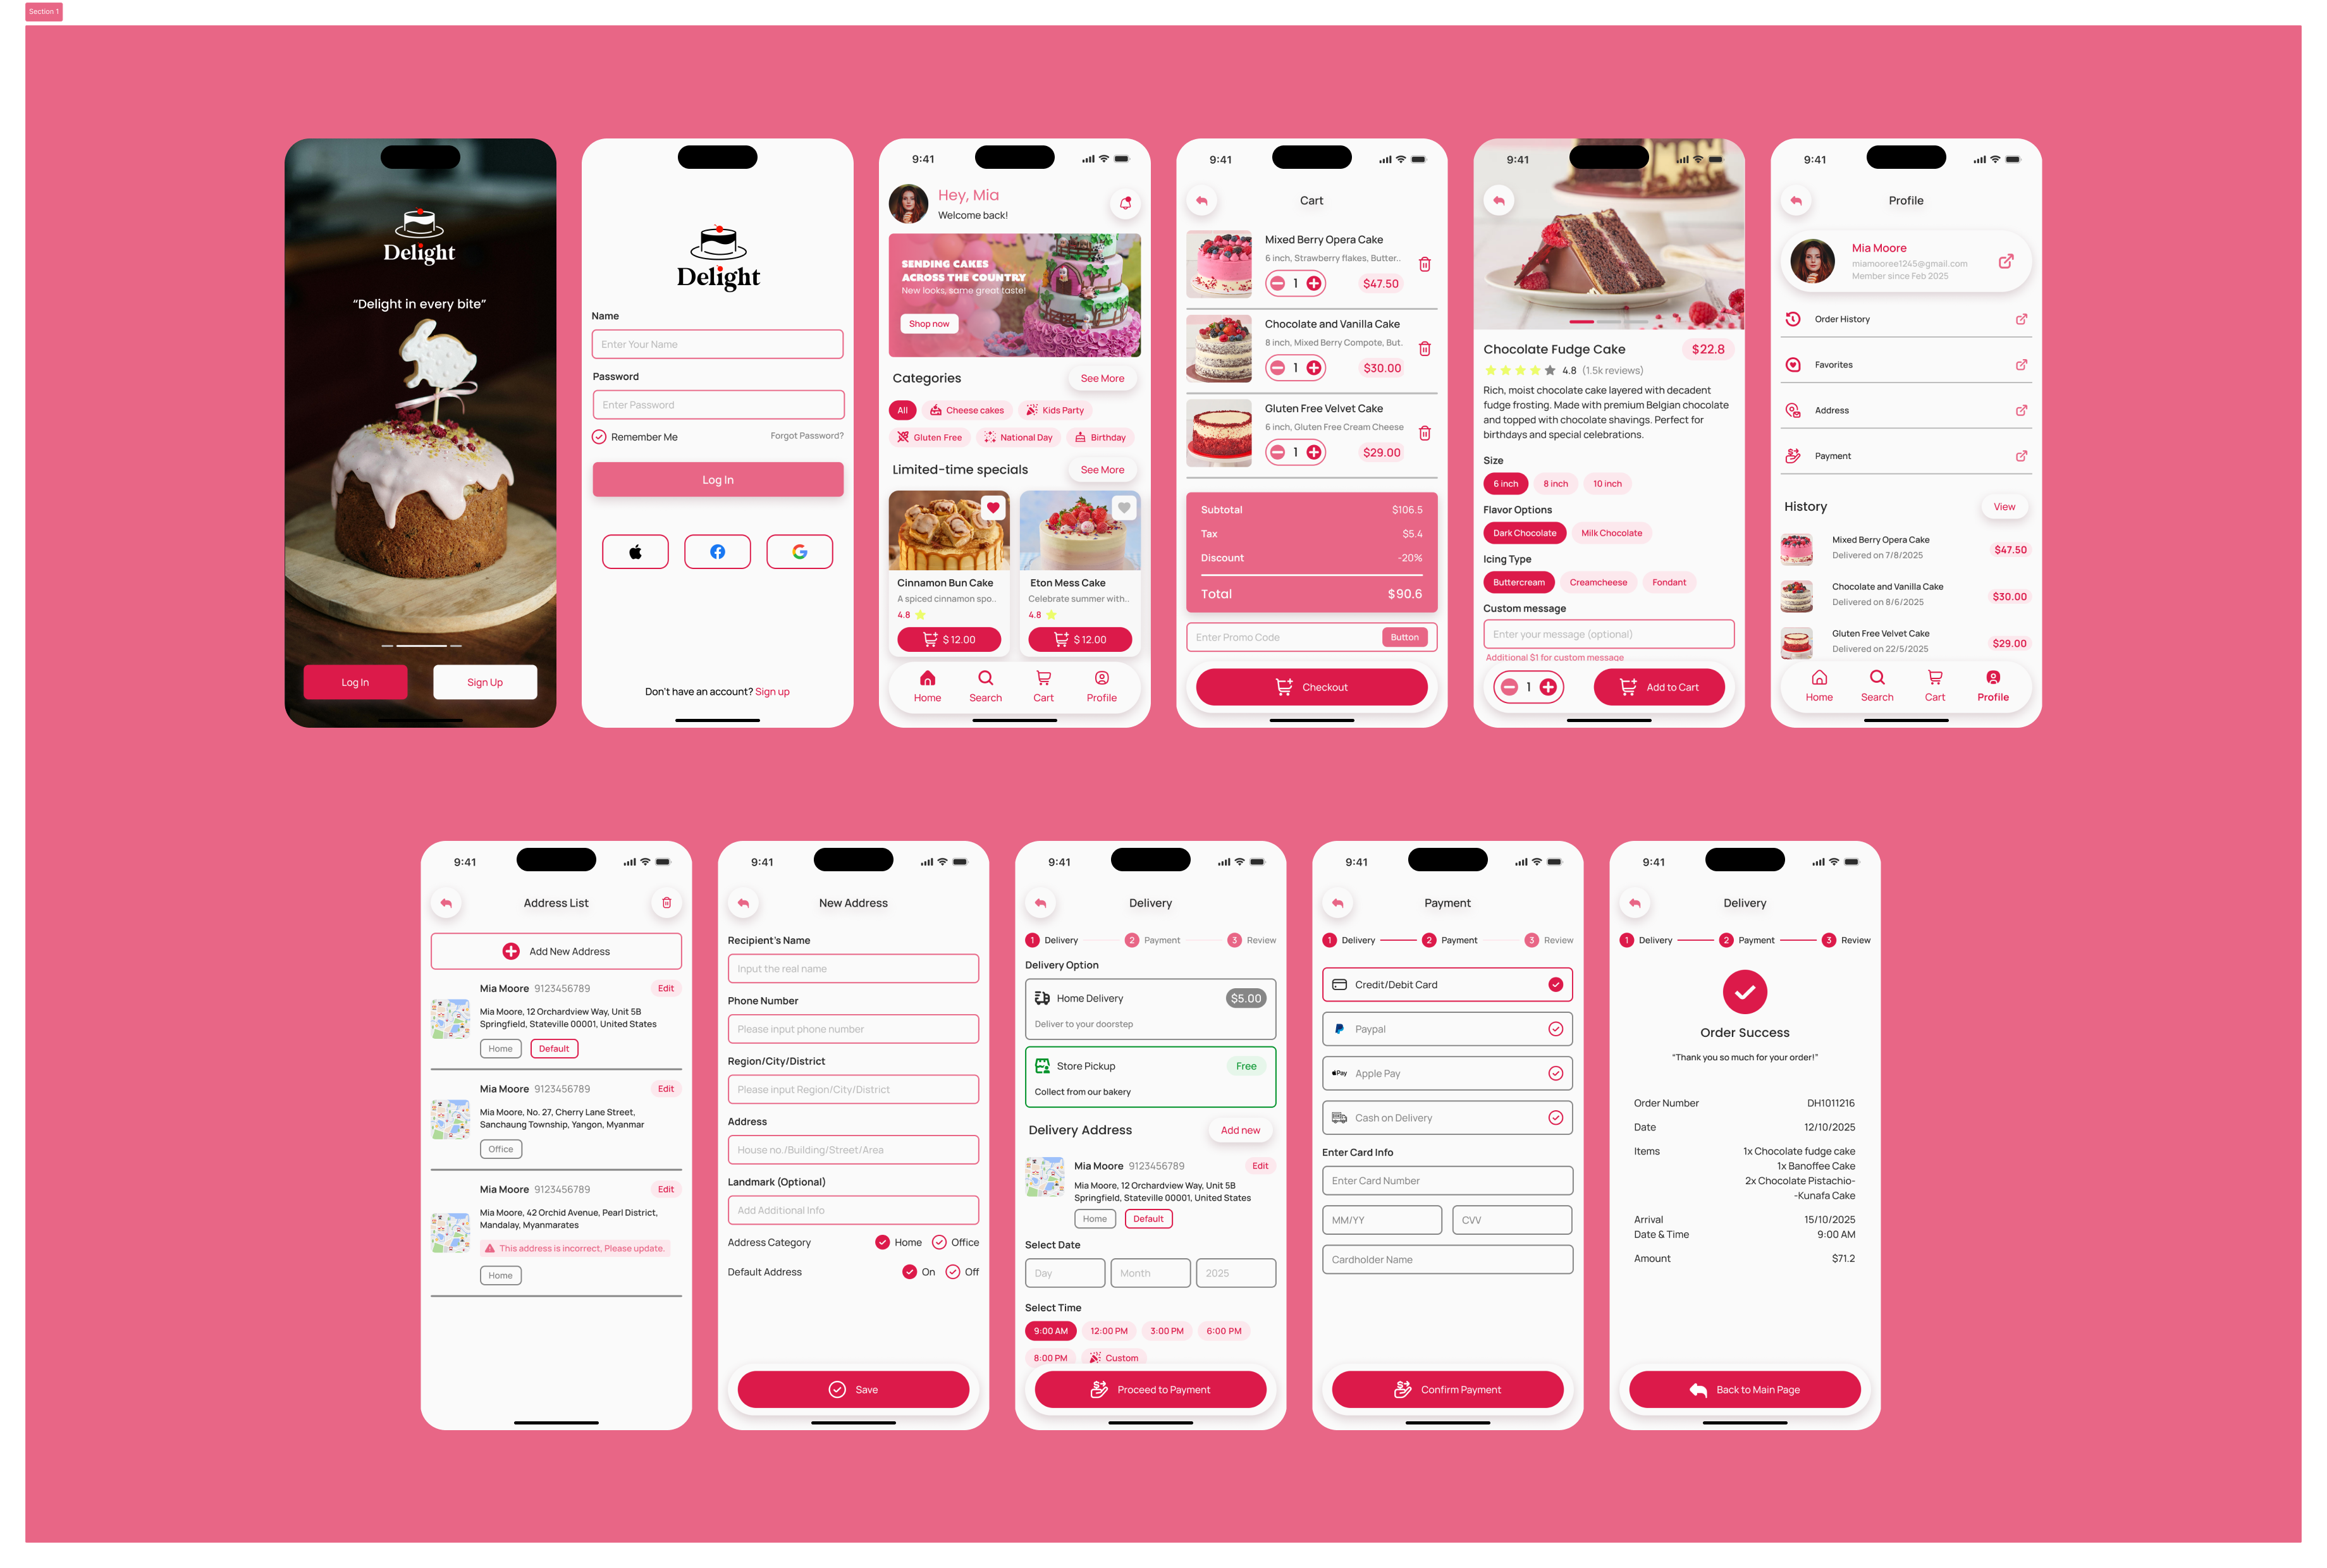 Section 1
Delight
"Delight in every bite"
Log In
Sign Up
Delight
Name
Enter Your Name
Password
Enter Password
Remember Me
Forgot Password?
Log In
Don't have an account? Sign up
9:41
Hey, Mia
Welcome back!
SENDING CAKES
ACROSS THE COUNTRY
New looks, same great taste!
Shop now
Categories
See More
All
Cheese cakes
Kids Party
Gluten Free
National Day
Birthday
Limited-time specials
See More
Cinnamon Bun Cake
A spiced cinnamon spo..
4.8
$ 12.00
Eton Mess Cake
Celebrate summer with..
4.8
$ 12.00
Home
Search
Cart
Profile
9:41
Cart
Mixed Berry Opera Cake
6 inch, Strawberry flakes, Butter..
1
$47.50
Chocolate and Vanilla Cake
8 inch, Mixed Berry Compote, But.
1
$30.00
Gluten Free Velvet Cake
6 inch, Gluten Free Cream Cheese
1
$29.00
Subtotal
$106.5
Tax
$5.4
Discount
-20%
Total
$90.6
Enter Promo Code
Button
Checkout
9:41
Chocolate Fudge Cake
$22.8
4.8 (1.5k reviews)
Rich, moist chocolate cake layered with decadent
fudge frosting. Made with premium Belgian chocolate
and topped with chocolate shavings. Perfect for
birthdays and special celebrations.
Size
6 inch
8 inch
10 inch
Flavor Options
Dark Chocolate
Milk Chocolate
Icing Type
Buttercream
Creamcheese
Fondant
Custom message
Enter your message (optional)
Additional $1 for custom message
1
Add to Cart
9:41
Profile
Mia Moore
miamooree1245@gmail.com
Member since Feb 2025
Order History
Favorites
Address
Payment
History
View
Mixed Berry Opera Cake
Delivered on 7/8/2025
$47.50
Chocolate and Vanilla Cake
Delivered on 8/6/2025
$30.00
Gluten Free Velvet Cake
Delivered on 22/5/2025
$29.00
Home
Search
Cart
Profile
9:41
Address List
Add New Address
Mia Moore 9123456789
Edit
Mia Moore, 12 Orchardview Way, Unit 5B
Springfield, Stateville 00001, United States
Home
Default
Mia Moore 9123456789
Edit
Mia Moore, No. 27, Cherry Lane Street,
Sanchaung Township, Yangon, Myanmar
Office
Mia Moore 9123456789
Edit
Mia Moore, 42 Orchid Avenue, Pearl District,
Mandalay, Myanmarates
This address is incorrect, Please update.
Home
9:41
New Address
Recipient's Name
Input the real name
Phone Number
Please input phone number
Region/City/District
Please input Region/City/District
Address
House no./Building/Street/Area
Landmark (Optional)
Add Additional Info
Address Category
Home
Office
Default Address
On
Off
Save
9:41
Delivery
1 Delivery
2 Payment
3 Review
Delivery Option
Home Delivery
$5.00
Deliver to your doorstep
Store Pickup
Free
Collect from our bakery
Delivery Address
Add new
Mia Moore 9123456789
Edit
Mia Moore, 12 Orchardview Way, Unit 5B
Springfield, Stateville 00001, United States
Home
Default
Select Date
Day
Month
2025
Select Time
9:00 AM
12:00 PM
3:00 PM
6:00 PM
8:00 PM
Custom
Proceed to Payment
9:41
Payment
1 Delivery
2 Payment
3 Review
Credit/Debit Card
Paypal
Pay
Apple Pay
Cash on Delivery
Enter Card Info
Enter Card Number
MM/YY
CVV
Cardholder Name
Confirm Payment
9:41
Delivery
1 Delivery
2 Payment
3 Review
Order Success
"Thank you so much for your order!"
Order Number
DH1011216
Date
12/10/2025
Items
1x Chocolate fudge cake
1x Banoffee Cake
2x Chocolate Pistachio-
-Kunafa Cake
Arrival
15/10/2025
Date & Time
9:00 AM
Amount
$71.2
Back to Main Page